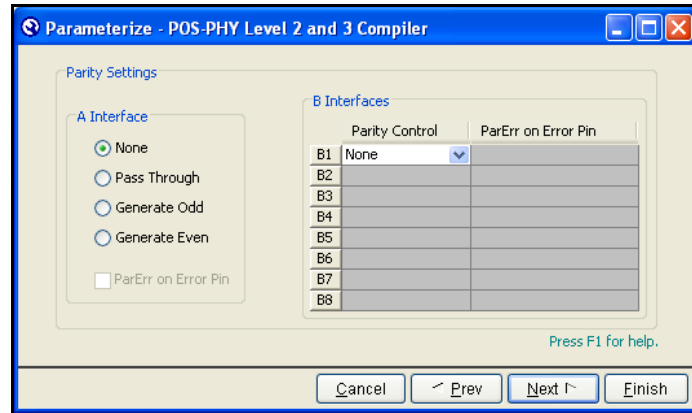 Parameterize - POS-PHY Level 2 and 3 Compiler
Parity Settings
A Interface
None
Pass Through
Generate Odd
Generate Even
ParErr on Error Pin
B Interfaces
Parity Control ParErr on Error Pin
B1 None
B2
B3
B4
B5
B6
B7
B8
Press F1 for help.
Cancel Prev Next Finish